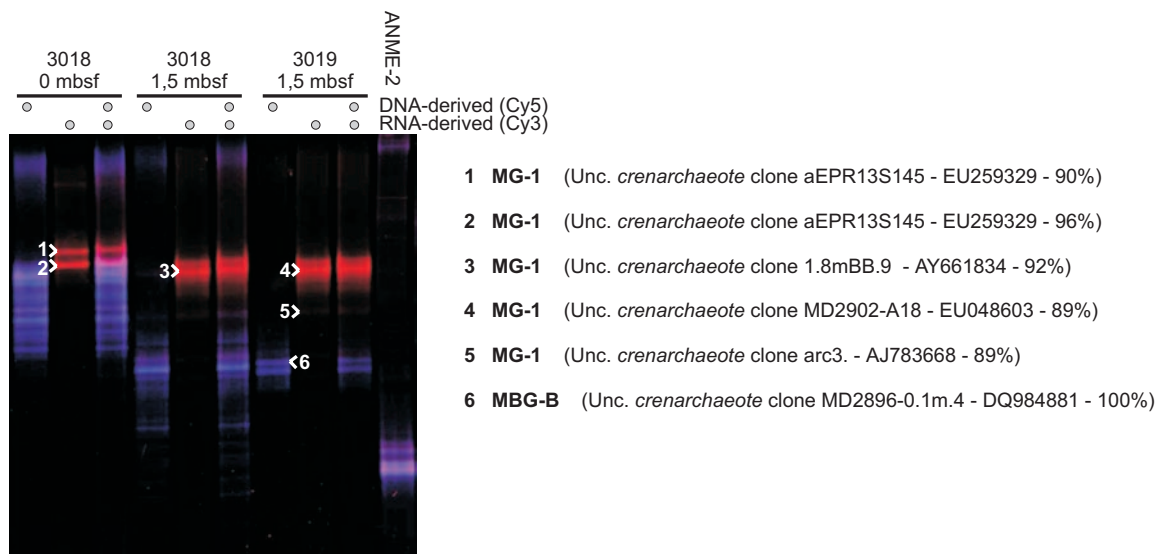 3018
0 mbsf
3018
1,5 mbsf
3019
1,5 mbsf
ANME-2
DNA-derived (Cy5)
RNA-derived (Cy3)
1 MG-1 (Unc. crenarchaeote clone aEPR13S145 - EU259329 - 90%)
2 MG-1 (Unc. crenarchaeote clone aEPR13S145 - EU259329 - 96%)
3 MG-1 (Unc. crenarchaeote clone 1.8mBB.9 - AY661834 - 92%)
4 MG-1 (Unc. crenarchaeote clone MD2902-A18 - EU048603 - 89%)
5 MG-1 (Unc. crenarchaeote clone arc3. - AJ783668 - 89%)
6 MBG-B (Unc. crenarchaeote clone MD2896-0.1m.4 - DQ984881 - 100%)
1
2
3
4
5
6